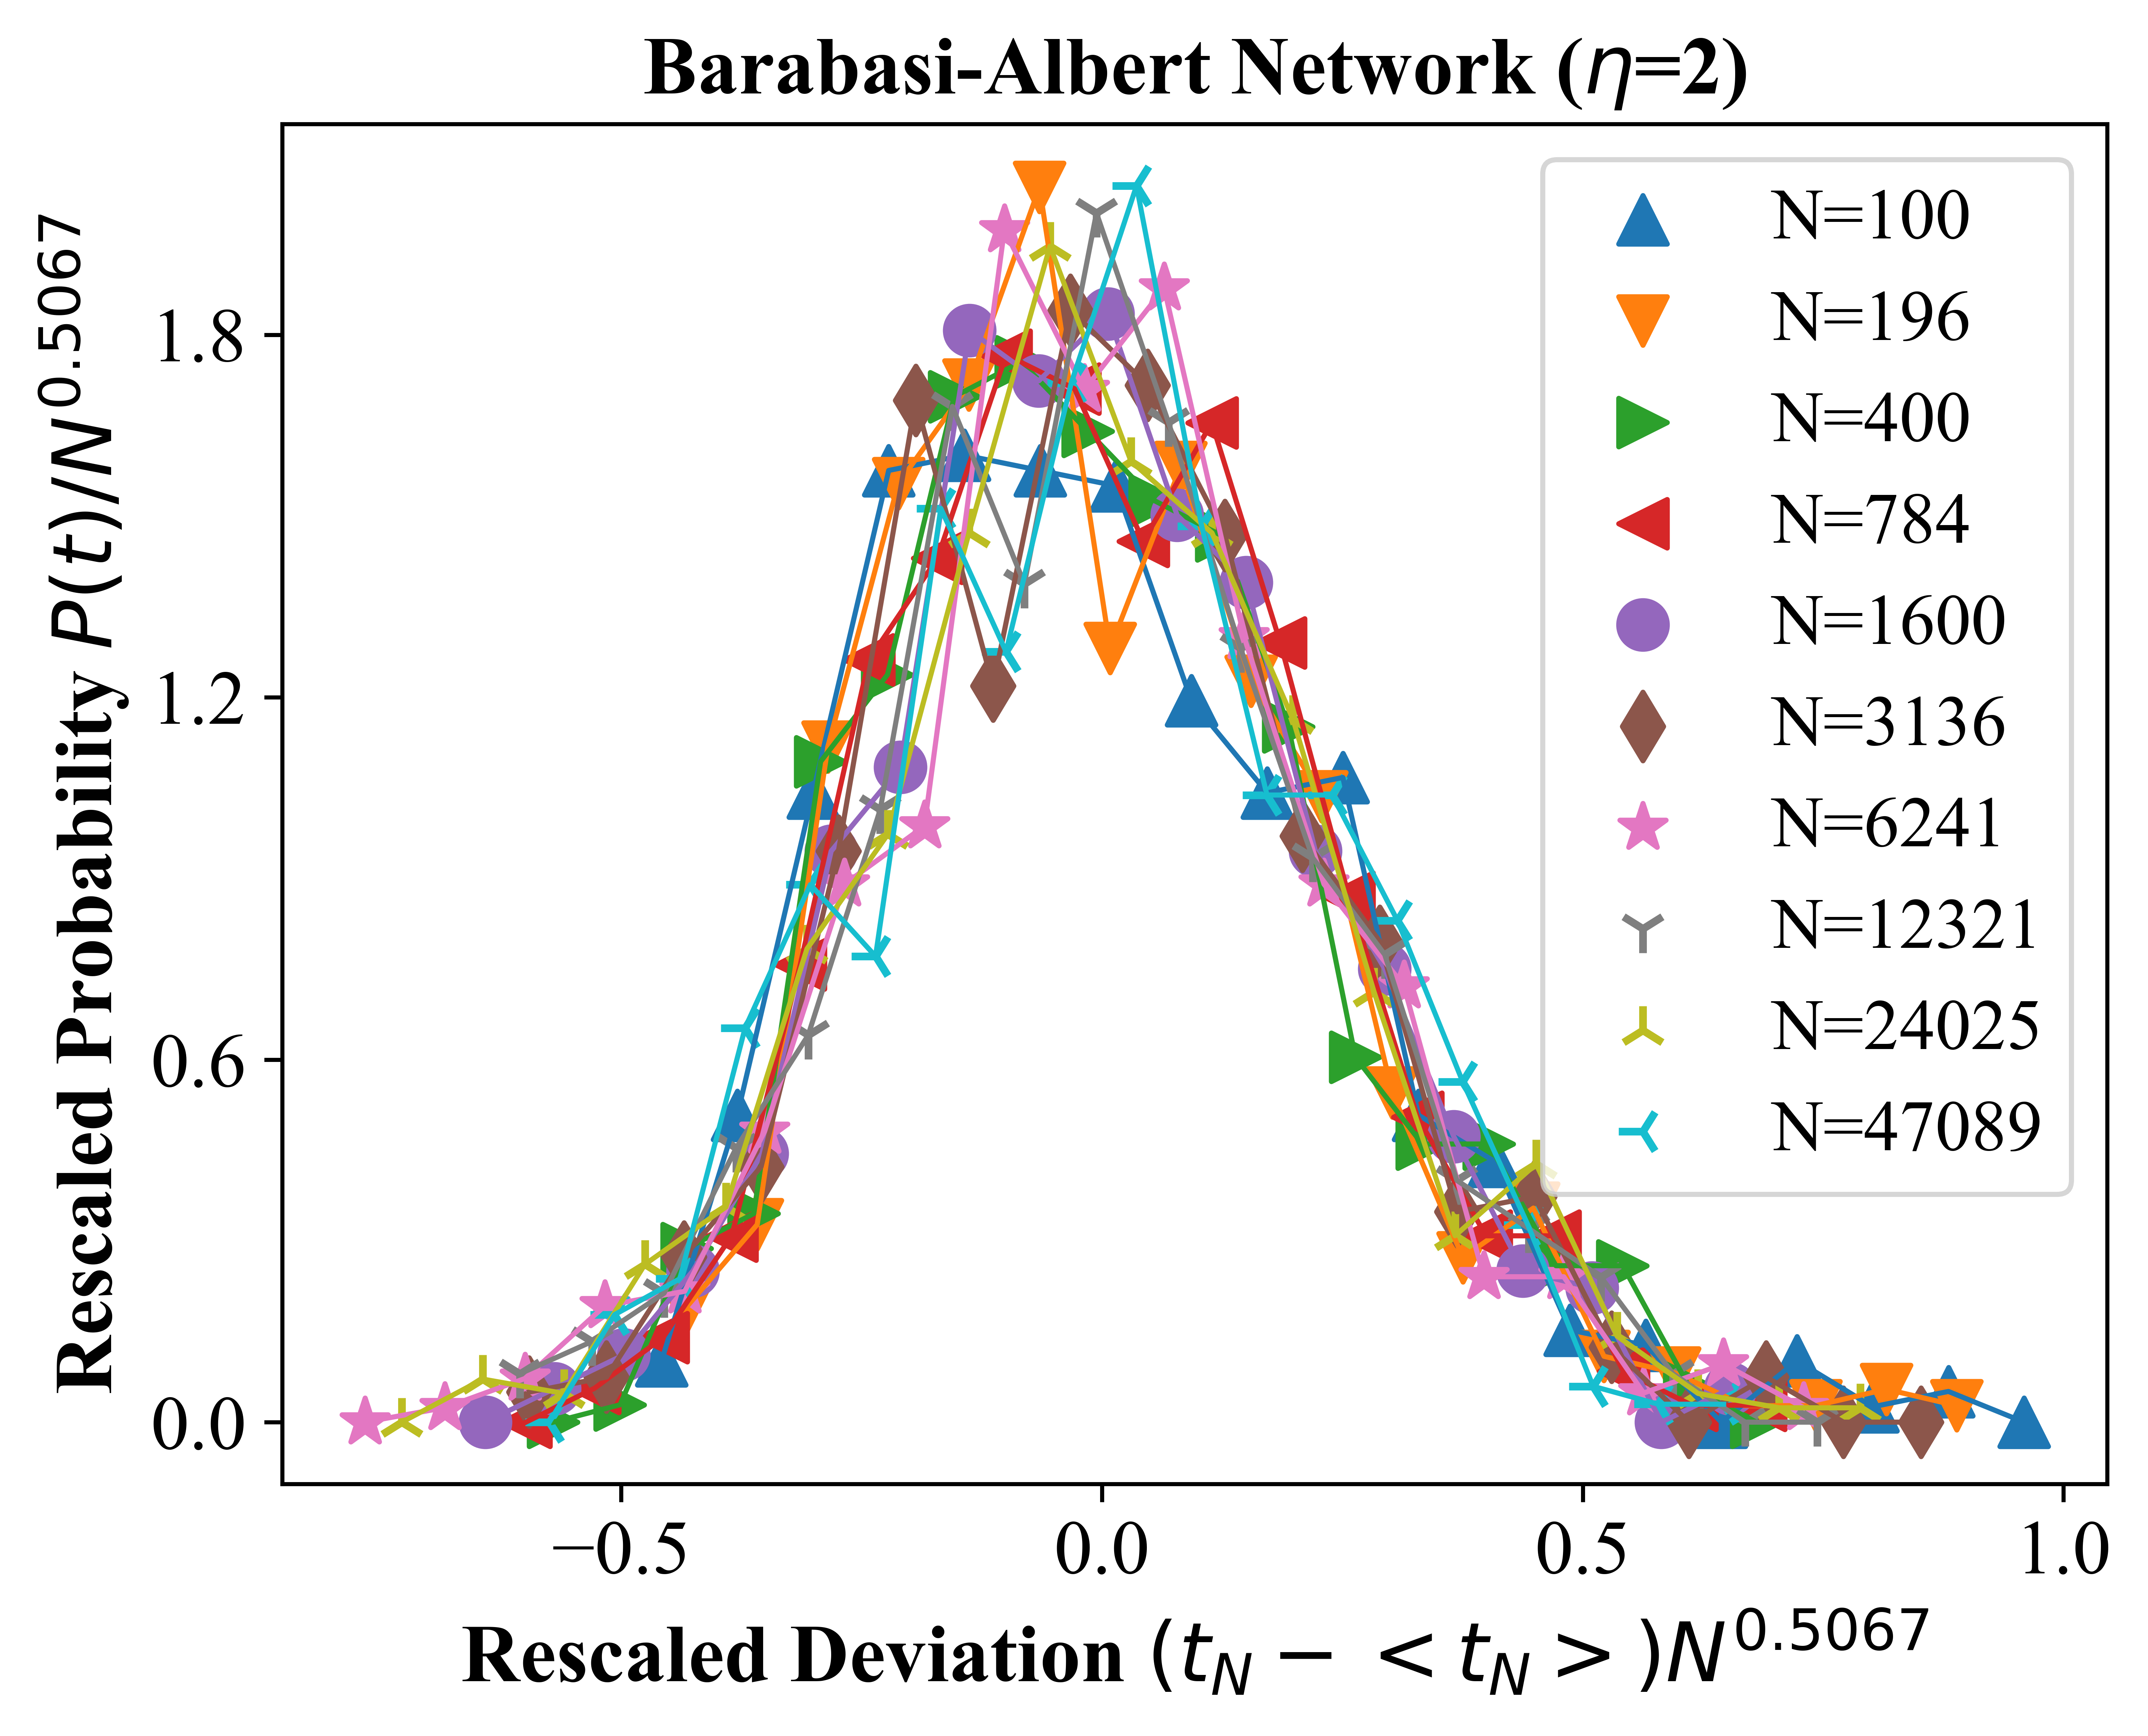 Barabasi-Albert Network (η=2)
Rescaled Probability P(t)/N^0.5067
1.8
1.2
0.6
0.0
N=100
N=196
N=400
N=784
N=1600
N=3136
N=6241
N=12321
N=24025
N=47089
−0.5 0.0 0.5 1.0
Rescaled Deviation (t_N − < t_N >)N^0.5067